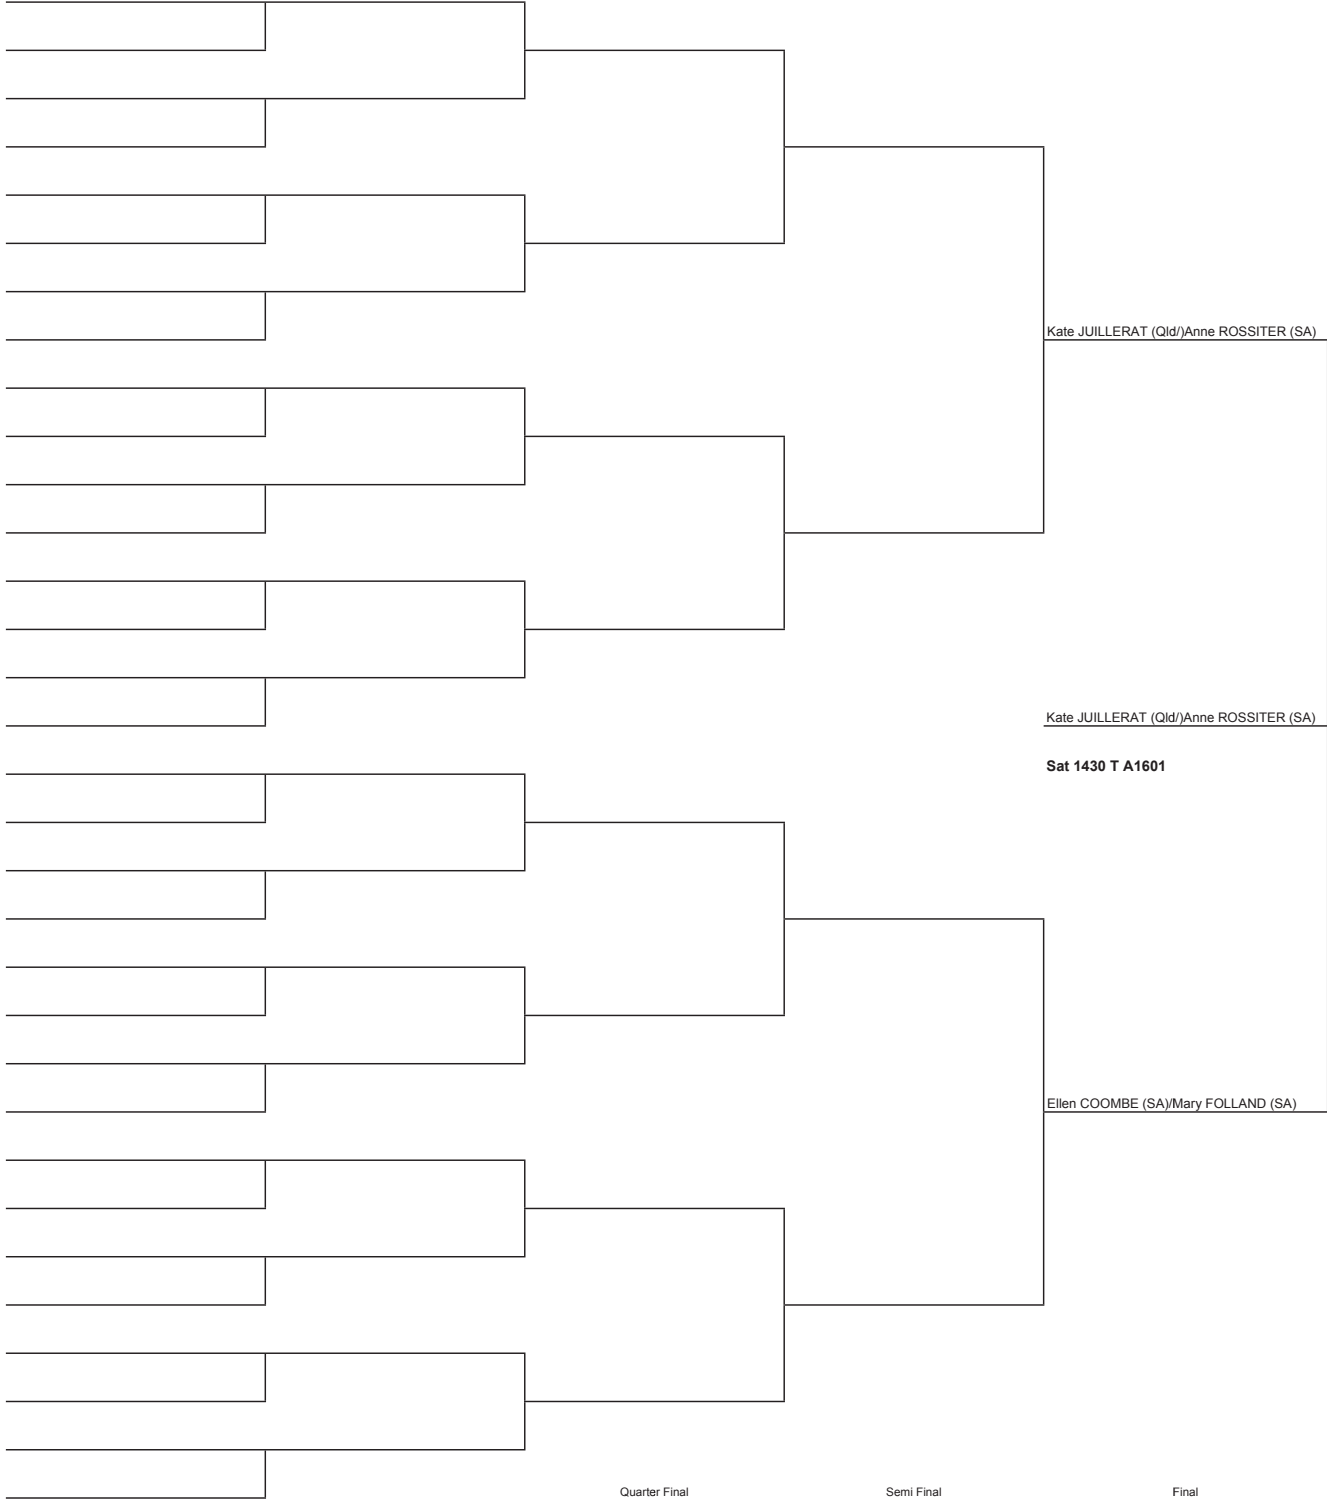 Kate JUILLERAT (Qld/)Anne ROSSITER (SA)
Kate JUILLERAT (Qld/)Anne ROSSITER (SA)
Sat 1430 T A1601
Ellen COOMBE (SA)/Mary FOLLAND (SA)
Quarter Final Semi Final Final